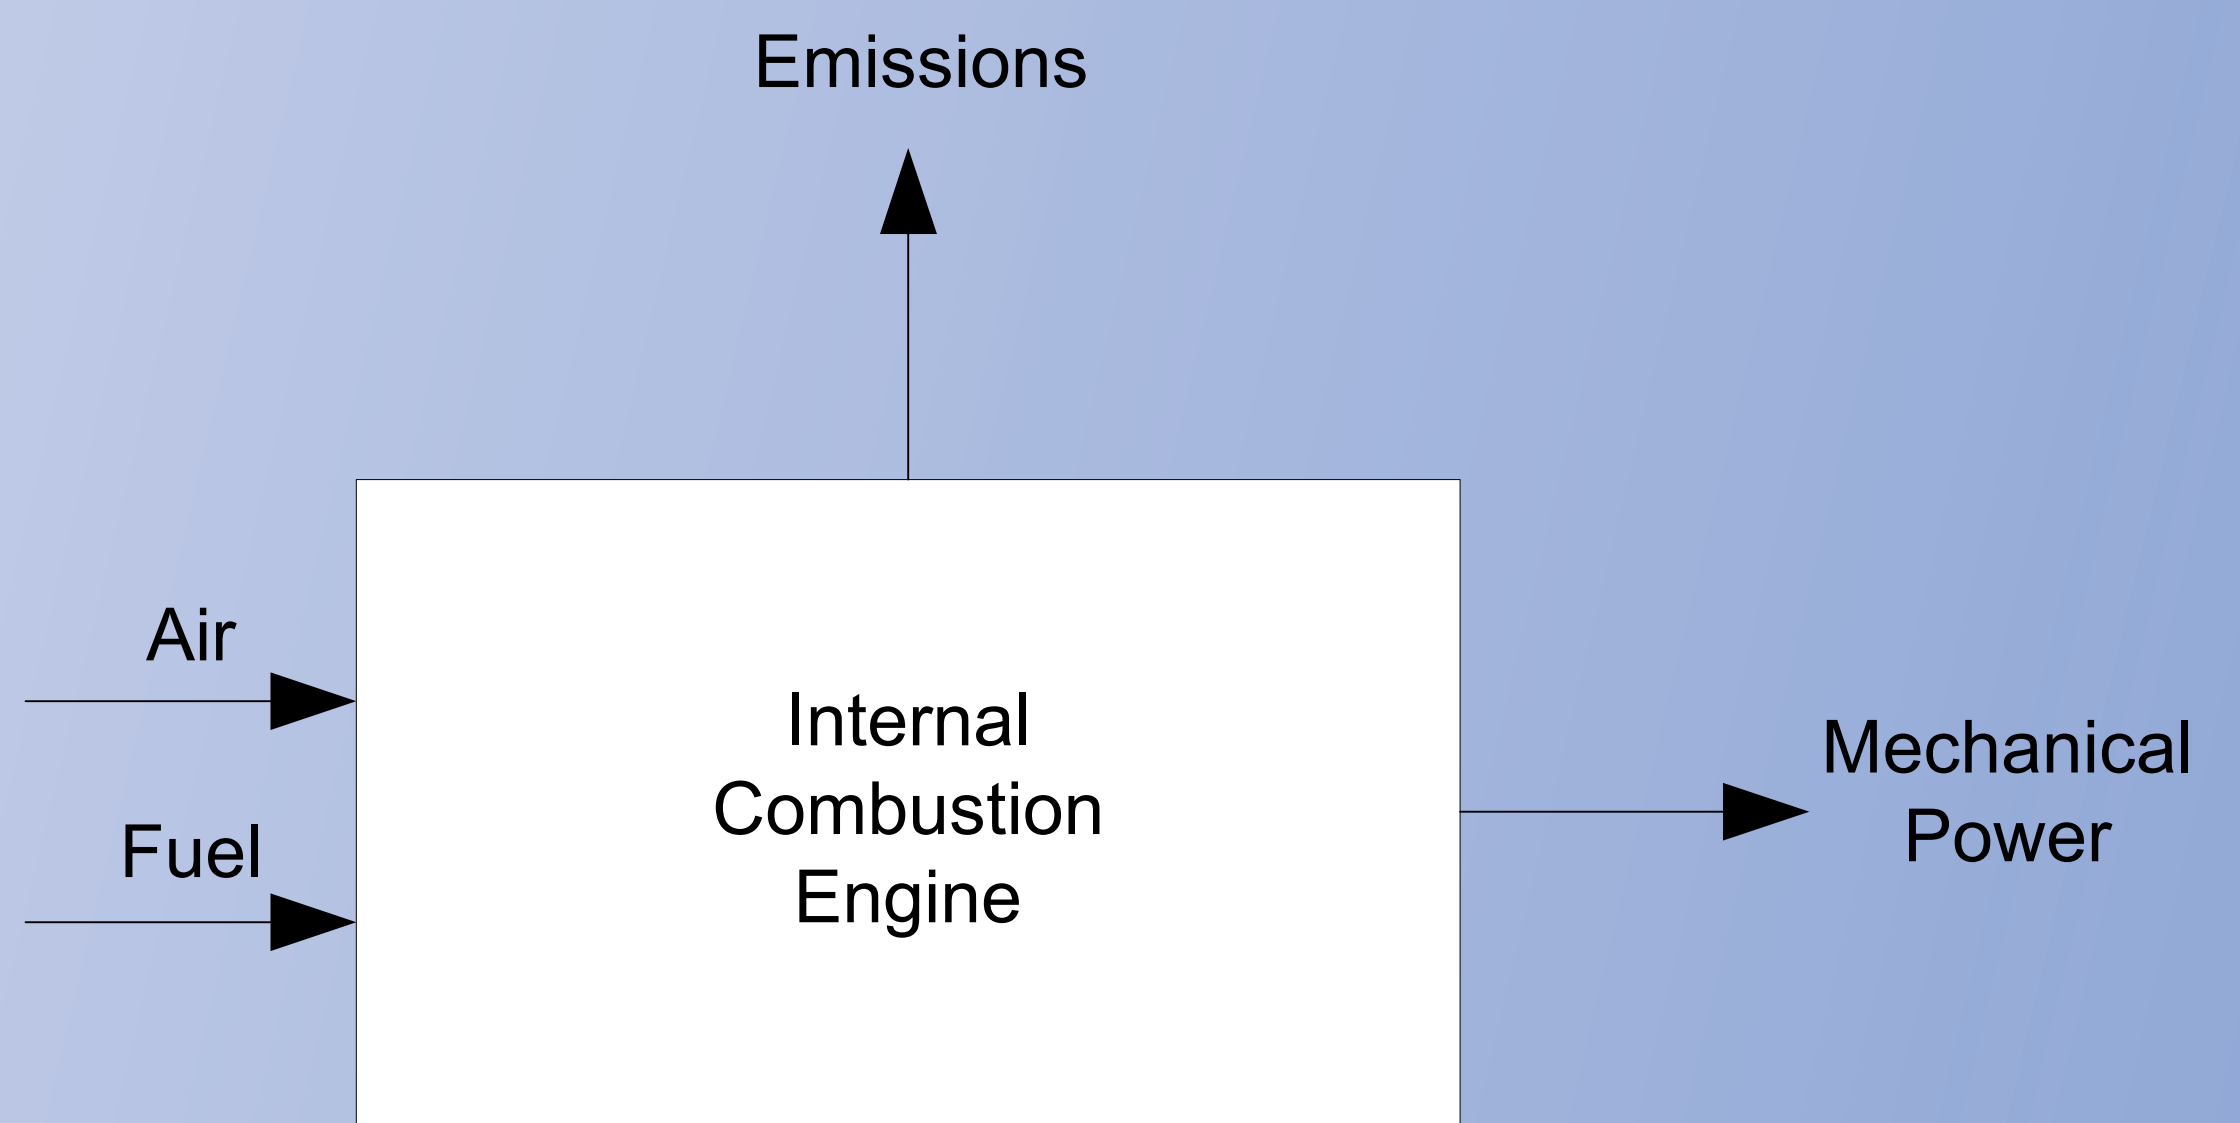 Emissions
Air
Fuel
Internal
Combustion
Engine
Mechanical
Power